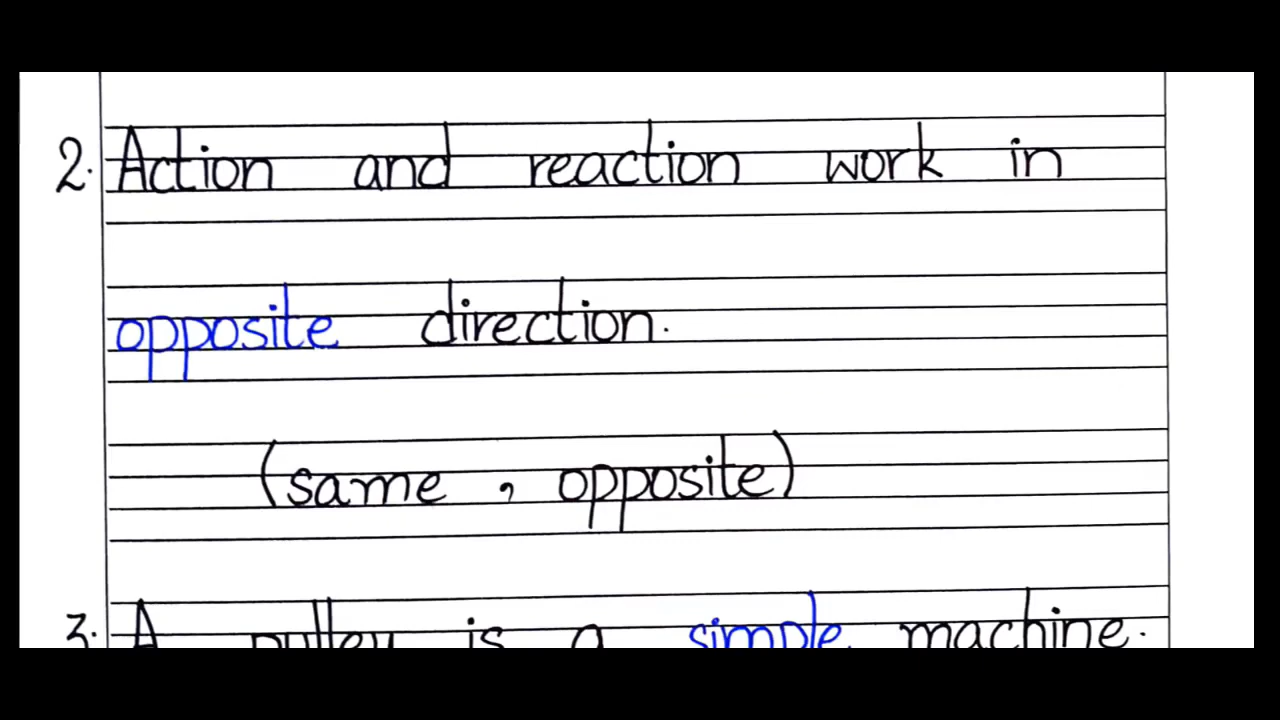 2. Action and reaction work in
opposite direction.
(same , opposite)
3. A pulley is a simple machine.